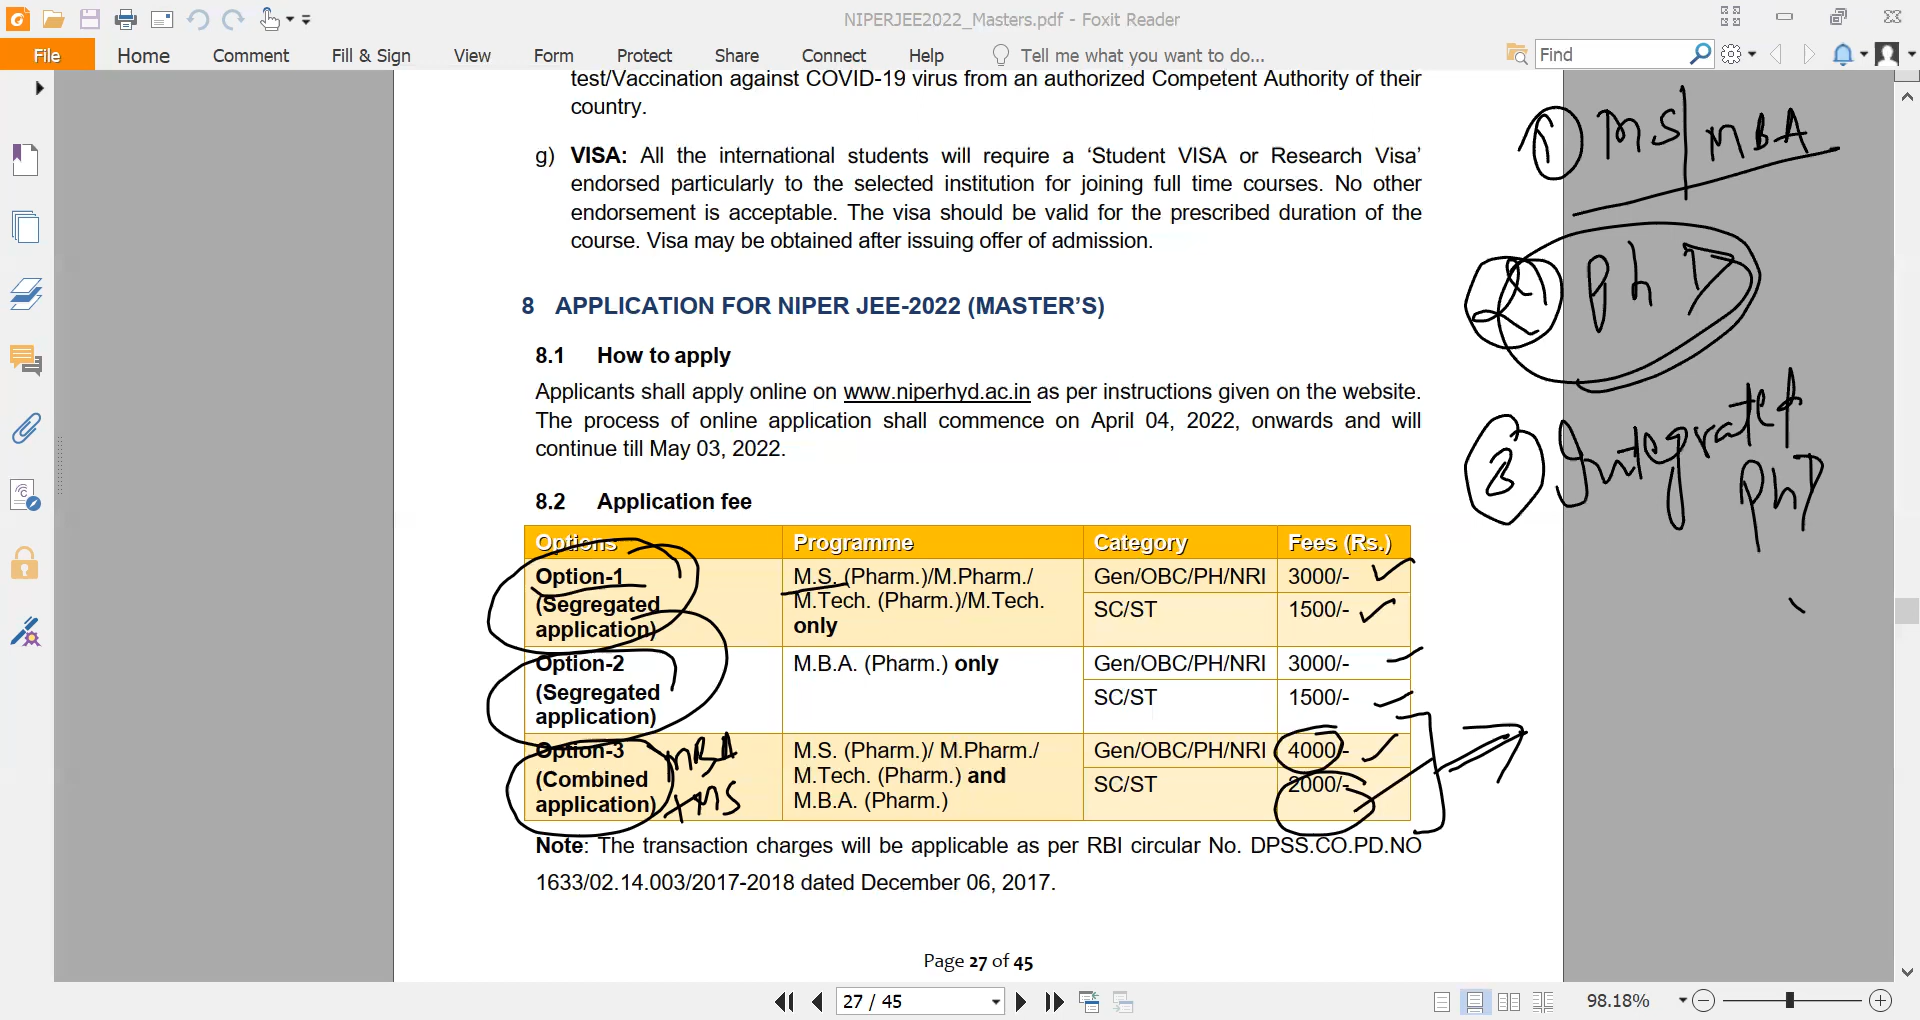 NIPERJEE2022_Masters.pdf - Foxit Reader
File Home Comment Fill & Sign View Form Protect Share Connect Help Tell me what you want to do... Find
test/Vaccination against COVID-19 virus from an authorized Competent Authority of their
country.
g) VISA: All the international students will require a ‘Student VISA or Research Visa’
endorsed particularly to the selected institution for joining full time courses. No other
endorsement is acceptable. The visa should be valid for the prescribed duration of the
course. Visa may be obtained after issuing offer of admission.
8 APPLICATION FOR NIPER JEE-2022 (MASTER’S)
8.1 How to apply
Applicants shall apply online on www.niperhyd.ac.in as per instructions given on the website.
The process of online application shall commence on April 04, 2022, onwards and will
continue till May 03, 2022.
8.2 Application fee
Options Programme Category Fees (Rs.)
Option-1
(Segregated
application)
M.S. (Pharm.)/M.Pharm./
M.Tech. (Pharm.)/M.Tech.
only
Gen/OBC/PH/NRI 3000/-
SC/ST 1500/-
Option-2
(Segregated
application)
M.B.A. (Pharm.) only
Gen/OBC/PH/NRI 3000/-
SC/ST 1500/-
Option-3
(Combined
application)
MBA
+MS
M.S. (Pharm.)/ M.Pharm./
M.Tech. (Pharm.) and
M.B.A. (Pharm.)
Gen/OBC/PH/NRI 4000/-
SC/ST 2000/-
Note: The transaction charges will be applicable as per RBI circular No. DPSS.CO.PD.NO
1633/02.14.003/2017-2018 dated December 06, 2017.
Page 27 of 45
1 MS | MBA
2 PhD
3 Integrated
PhD
27 / 45
98.18%